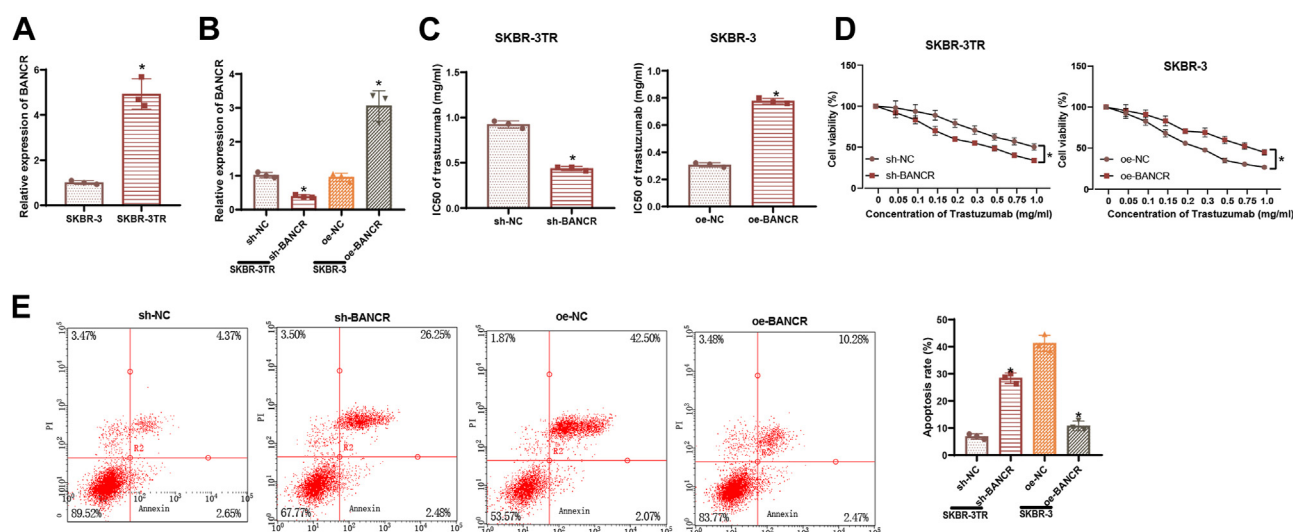 A
Relative expression of BANCR
6
4
2
0
*
SKBR-3
SKBR-3TR
B
Relative expression of BANCR
4
3
2
1
0
*
*
sh-NC
sh-BANCR
oe-NC
oe-BANCR
SKBR-3TR
SKBR-3
C
SKBR-3TR
IC50 of trastuzumab (mg/ml)
1.5
1.0
0.5
0.0
*
sh-NC
sh-BANCR
SKBR-3
IC50 of trastuzumab (mg/ml)
1.0
0.8
0.6
0.4
0.2
0.0
*
oe-NC
oe-BANCR
D
SKBR-3TR
Cell viability (%)
150
100
50
0
sh-NC
sh-BANCR
*
0 0.05 0.1 0.15 0.2 0.3 0.5 0.75 1.0
Concentration of Trastuzumab (mg/ml)
SKBR-3
Cell viability (%)
150
100
50
0
oe-NC
oe-BANCR
*
0 0.05 0.1 0.15 0.2 0.3 0.5 0.75 1.0
Concentration of Trastuzumab (mg/ml)
E
sh-NC
3.47% 4.37%
PI
R2
Annexin
89.52% 2.65%
sh-BANCR
3.50% 26.25%
PI
R2
Annexin
67.77% 2.48%
oe-NC
1.87% 42.50%
PI
R2
Annexin
53.57% 2.07%
oe-BANCR
3.48% 10.28%
PI
Annexin
83.77% 2.47%
Apoptosis rate (%)
50
40
30
20
10
0
*
*
sh-NC
sh-BANCR
oe-NC
oe-BANCR
SKBR-3TR
SKBR-3